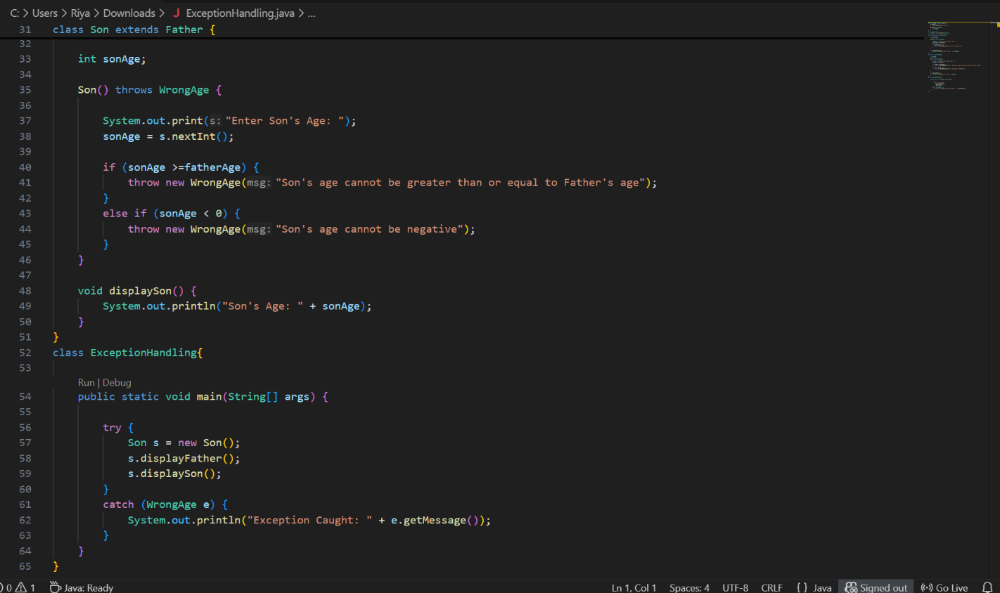 C: > Users > Riya > Downloads > J ExceptionHandling.java > ...
31 class Son extends Father {
32
33 int sonAge;
34
35 Son() throws WrongAge {
36
37 System.out.print(s: "Enter Son's Age: ");
38 sonAge = s.nextInt();
39
40 if (sonAge >=fatherAge) {
41 throw new WrongAge(msg: "Son's age cannot be greater than or equal to Father's age");
42 }
43 else if (sonAge < 0) {
44 throw new WrongAge(msg: "Son's age cannot be negative");
45 }
46 }
47
48 void displaySon() {
49 System.out.println("Son's Age: " + sonAge);
50 }
51 }
52 class ExceptionHandling{
53
Run | Debug
54 public static void main(String[] args) {
55
56 try {
57 Son s = new Son();
58 s.displayFather();
59 s.displaySon();
60 }
61 catch (WrongAge e) {
62 System.out.println("Exception Caught: " + e.getMessage());
63 }
64 }
65 }
0 1 Java: Ready Ln 1, Col 1 Spaces: 4 UTF-8 CRLF {} Java Signed out Go Live